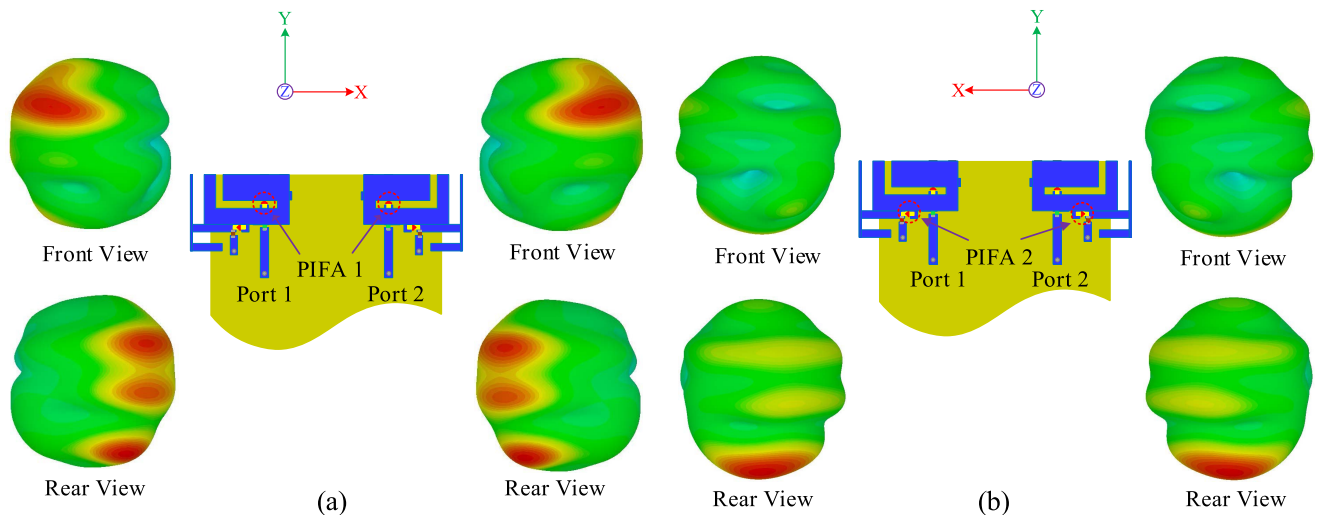 Y
Z
X
Front View
PIFA 1
Port 1
Port 2
Front View
Rear View
(a)
Rear View
Y
X
Z
Front View
PIFA 2
Port 1
Port 2
Front View
Rear View
(b)
Rear View